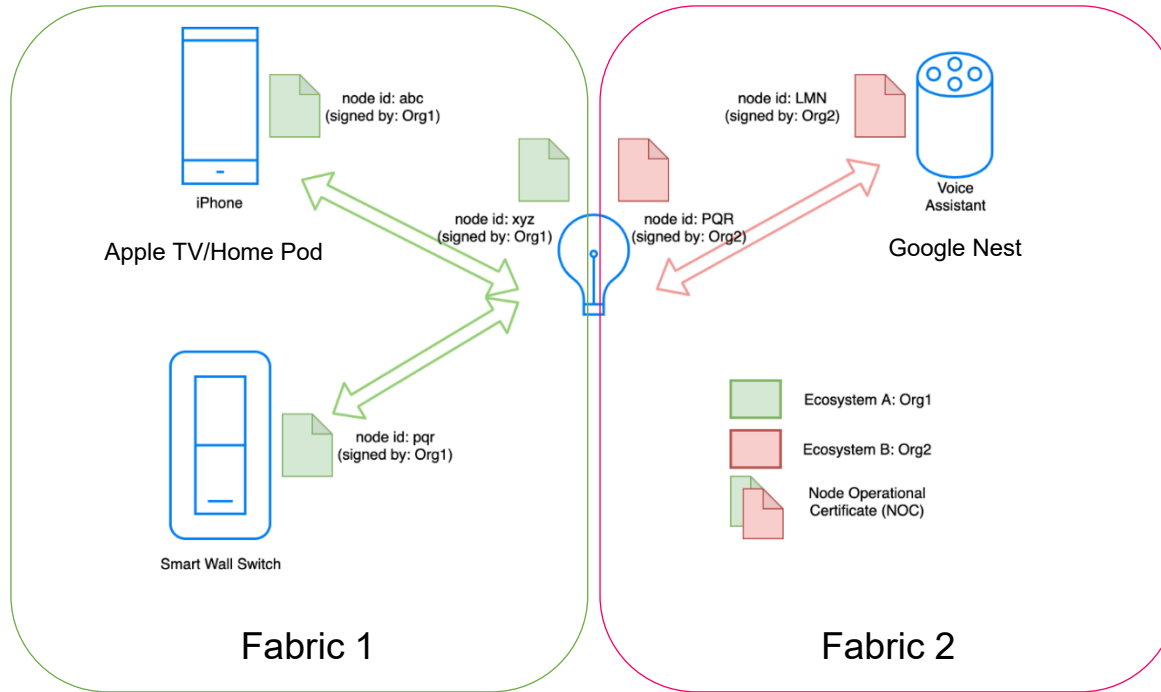 node id: abc
(signed by: Org1)
iPhone
Apple TV/Home Pod
node id: xyz
(signed by: Org1)
node id: pqr
(signed by: Org1)
Smart Wall Switch
Fabric 1
node id: LMN
(signed by: Org2)
Voice
Assistant
Google Nest
node id: PQR
(signed by: Org2)
Ecosystem A: Org1
Ecosystem B: Org2
Node Operational
Certificate (NOC)
Fabric 2